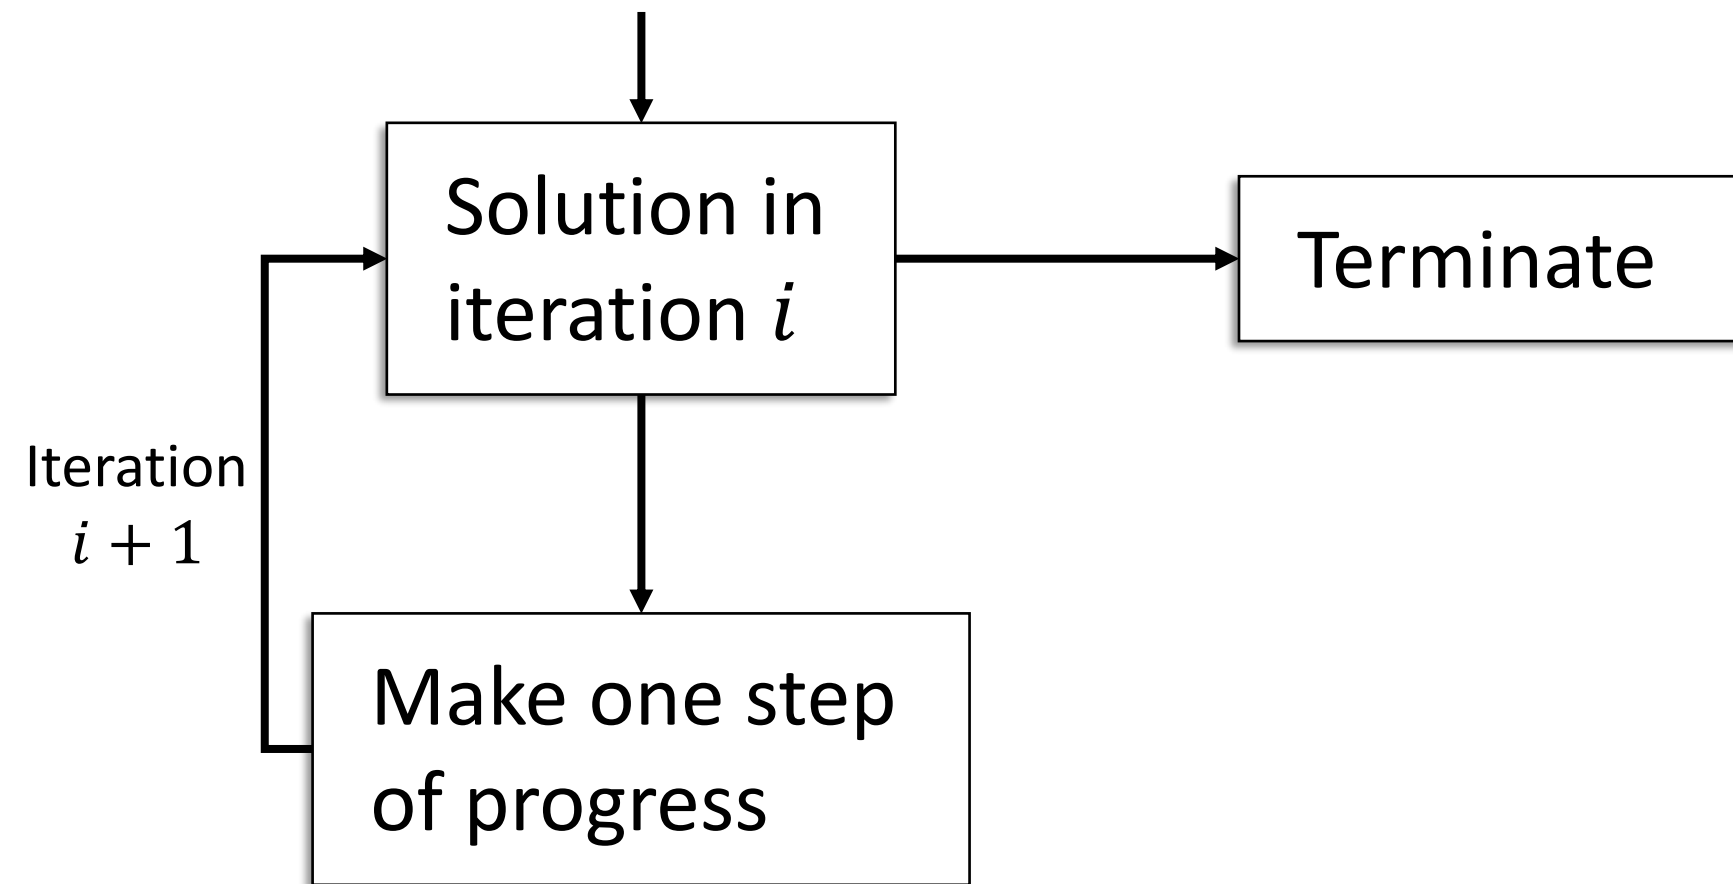 Solution in
iteration 𝑖
Terminate
Iteration
𝑖 + 1
Make one step
of progress